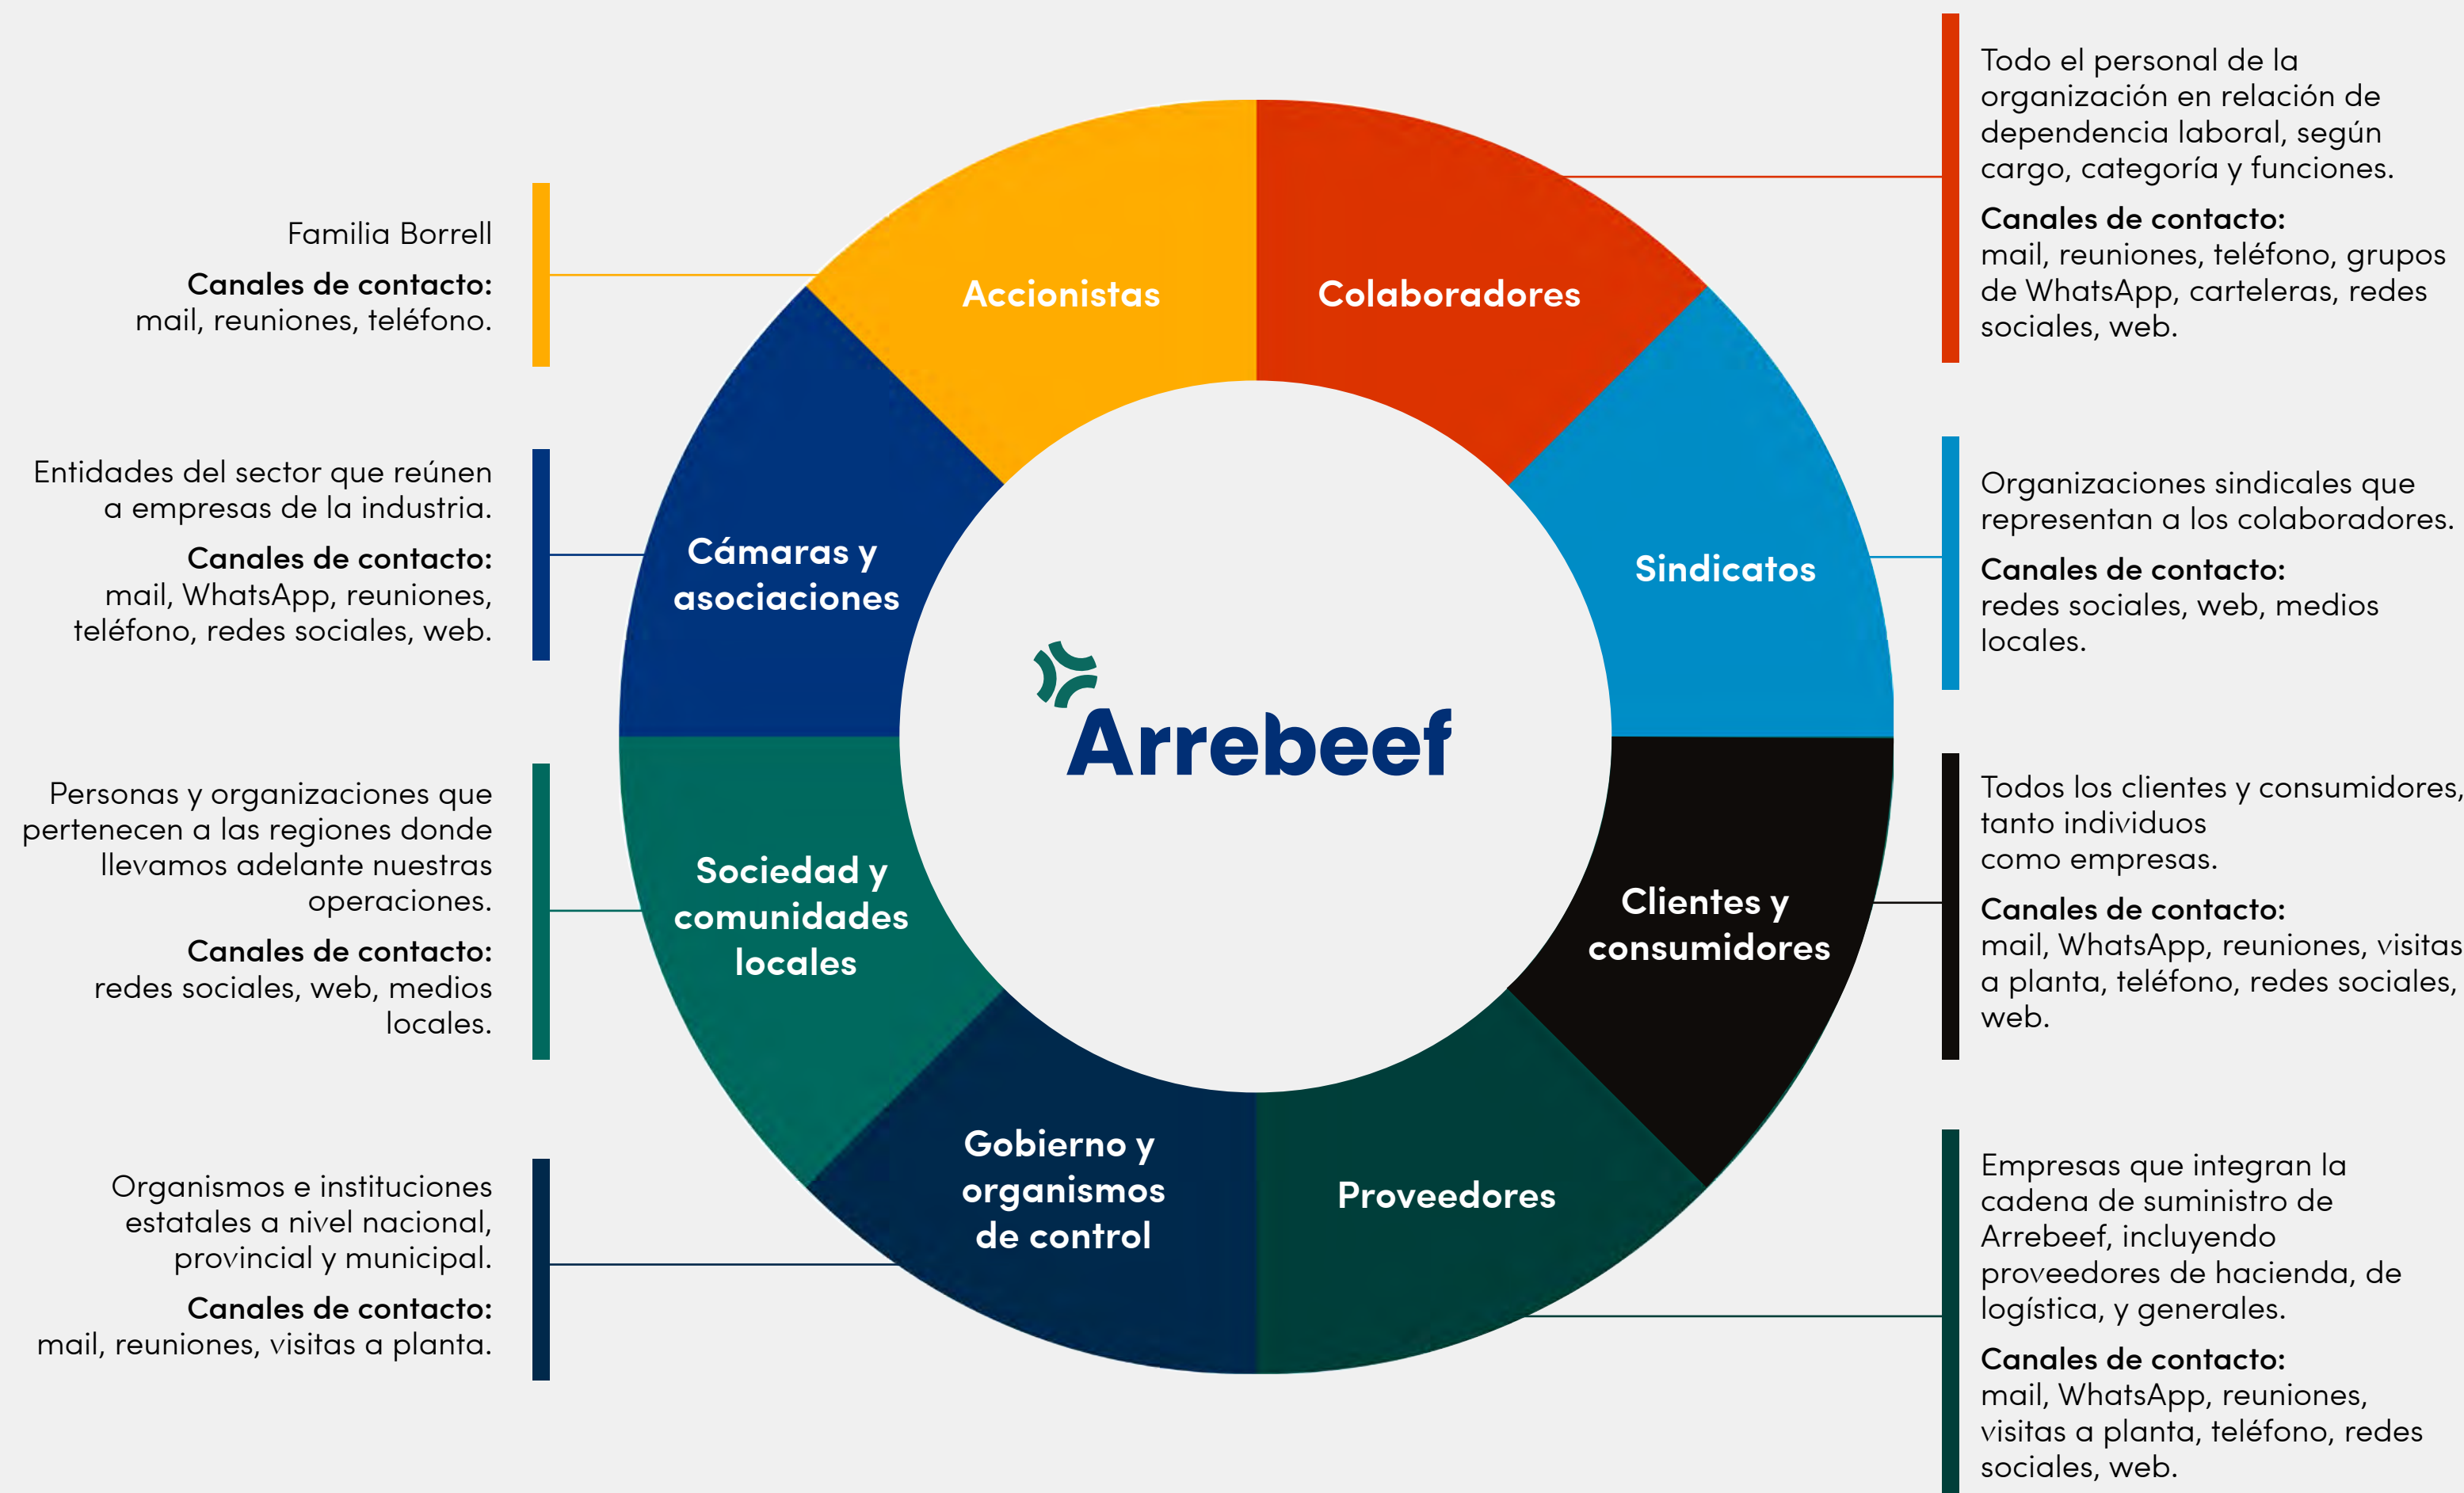 Todo el personal de la
organización en relación de
dependencia laboral, según
cargo, categoría y funciones.
Canales de contacto:
mail, reuniones, teléfono, grupos
de WhatsApp, carteleras, redes
sociales, web.
Familia Borrell
Canales de contacto:
mail, reuniones, teléfono.
Accionistas
Colaboradores
Entidades del sector que reúnen
a empresas de la industria.
Canales de contacto:
mail, WhatsApp, reuniones,
teléfono, redes sociales, web.
Cámaras y
asociaciones
Sindicatos
Organizaciones sindicales que
representan a los colaboradores.
Canales de contacto:
redes sociales, web, medios
locales.
Arrebeef
Personas y organizaciones que
pertenecen a las regiones donde
llevamos adelante nuestras
operaciones.
Canales de contacto:
redes sociales, web, medios
locales.
Sociedad y
comunidades
locales
Clientes y
consumidores
Todos los clientes y consumidores,
tanto individuos
como empresas.
Canales de contacto:
mail, WhatsApp, reuniones, visitas
a planta, teléfono, redes sociales,
web.
Organismos e instituciones
estatales a nivel nacional,
provincial y municipal.
Canales de contacto:
mail, reuniones, visitas a planta.
Gobierno y
organismos
de control
Proveedores
Empresas que integran la
cadena de suministro de
Arrebeef, incluyendo
proveedores de hacienda, de
logística, y generales.
Canales de contacto:
mail, WhatsApp, reuniones,
visitas a planta, teléfono, redes
sociales, web.